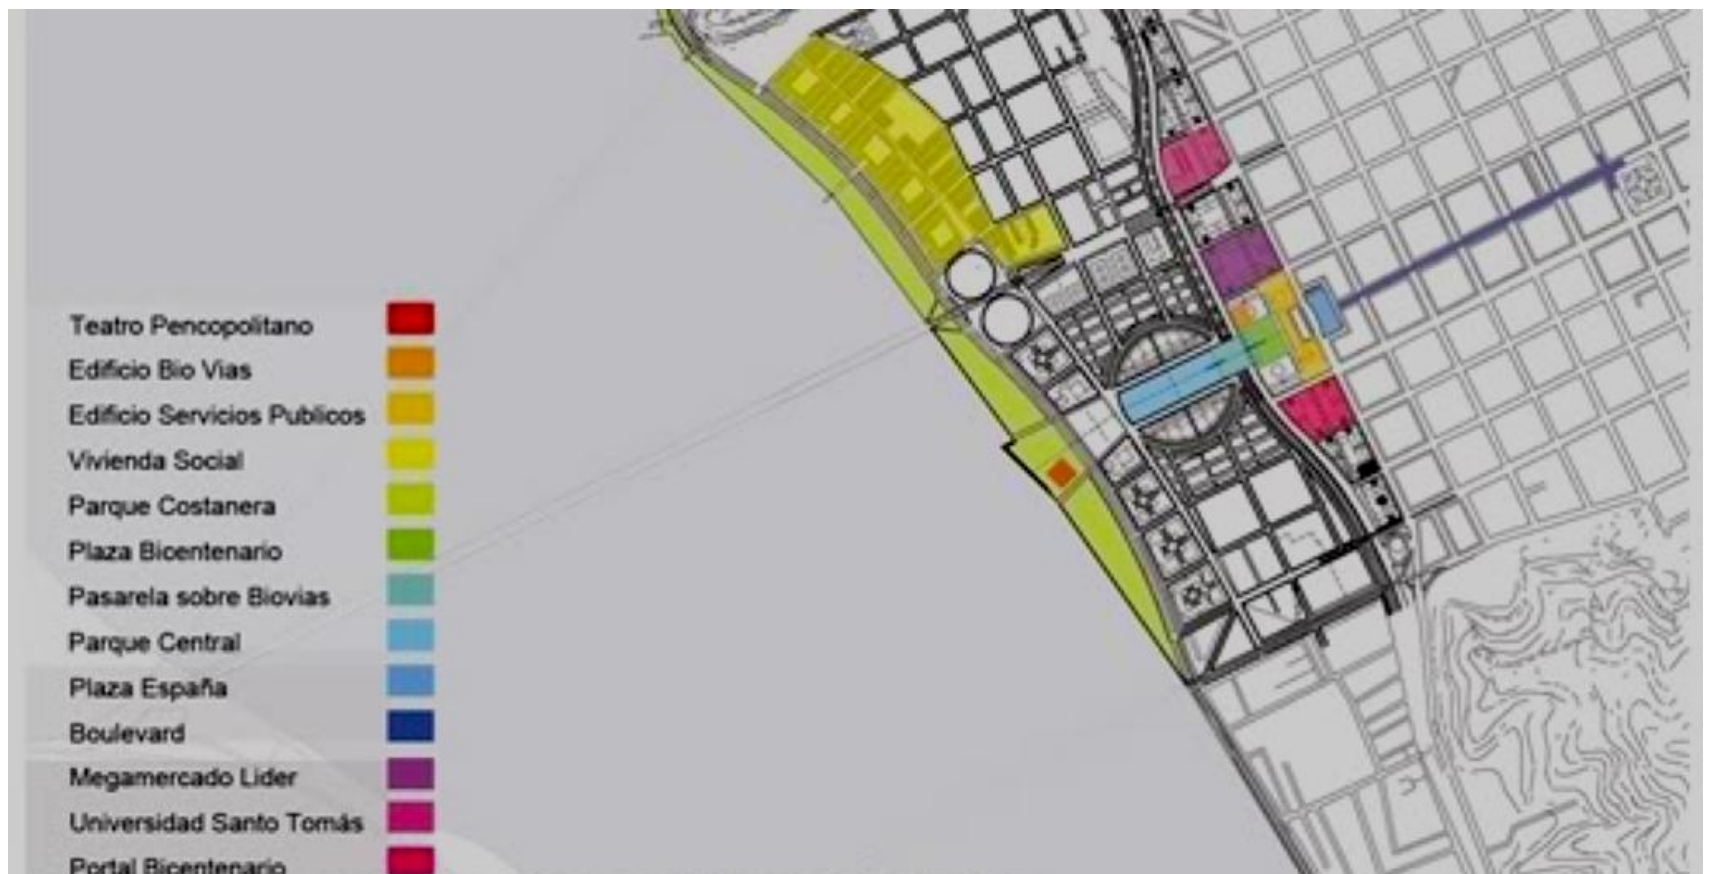 Teatro Pencopolitano
Edificio Bio Vias
Edificio Servicios Publicos
Vivienda Social
Parque Costanera
Plaza Bicentenario
Pasarela sobre Biovias
Parque Central
Plaza España
Boulevard
Megamercado Lider
Universidad Santo Tomás
Portal Bicentenario